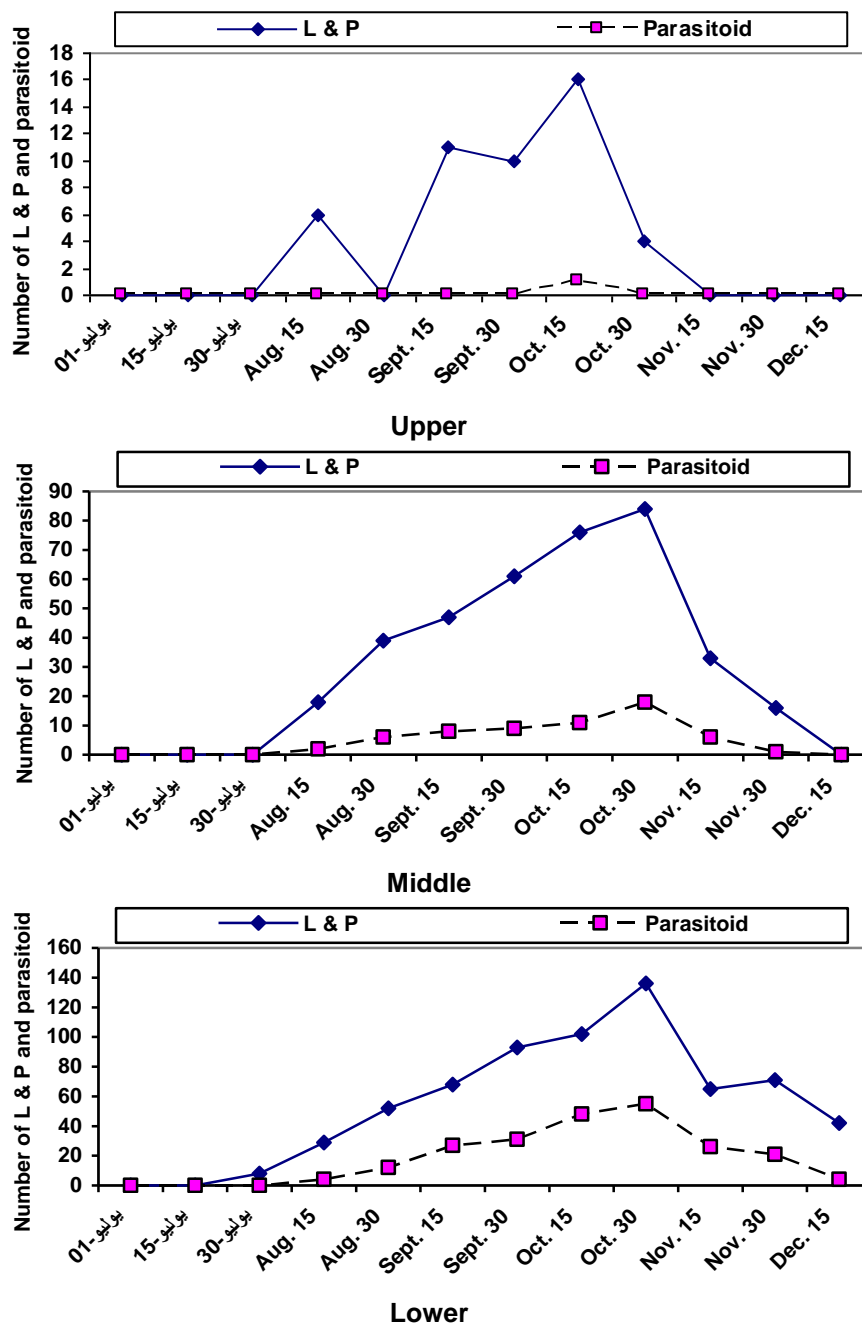 L & P Parasitoid
Number of L & P and parasitoid
18
16
14
12
10
8
6
4
2
0
01-يوليو
15-يوليو
30-يوليو
Aug. 15
Aug. 30
Sept. 15
Sept. 30
Oct. 15
Oct. 30
Nov. 15
Nov. 30
Dec. 15
Upper
L & P Parasitoid
Number of L & P and parasitoid
90
80
70
60
50
40
30
20
10
0
01-يوليو
15-يوليو
30-يوليو
Aug. 15
Aug. 30
Sept. 15
Sept. 30
Oct. 15
Oct. 30
Nov. 15
Nov. 30
Dec. 15
Middle
L & P Parasitoid
Number of L & P and parasitoid
160
140
120
100
80
60
40
20
0
01-يوليو
15-يوليو
30-يوليو
Aug. 15
Aug. 30
Sept. 15
Sept. 30
Oct. 15
Oct. 30
Nov. 15
Nov. 30
Dec. 15
Lower